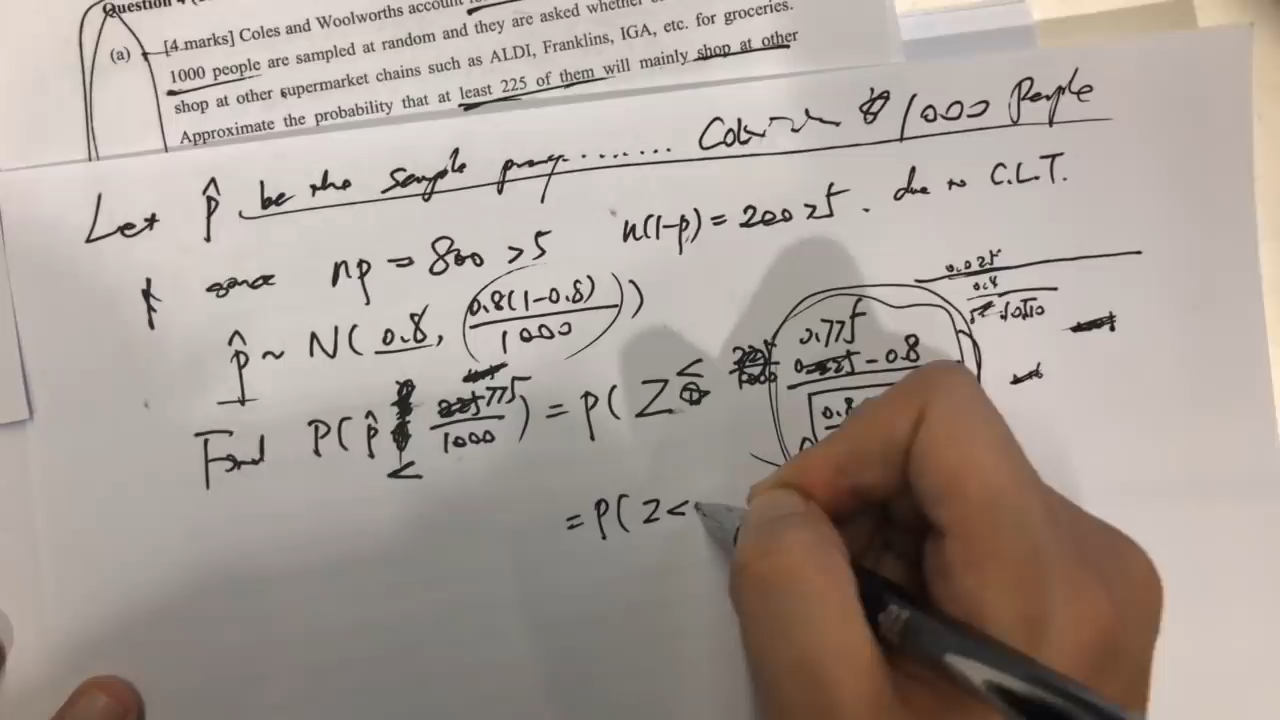 Question 4
(a) [4 marks] Coles and Woolworths account
1000 people are sampled at random and they are asked whether
shop at other supermarket chains such as ALDI, Franklins, IGA, etc. for groceries.
Approximate the probability that at least 225 of them will mainly shop at other
Let p̂ be the sample ........ 1000 People
since np = 800 > 5 n(1-p) = 200 > 5. due to C.L.T.
p̂ ~ N(0.8, 0.8(1-0.8)/1000)
0.025
Find P(p̂ < 775/1000) = P(Z < 0.775 - 0.8
= P(Z <